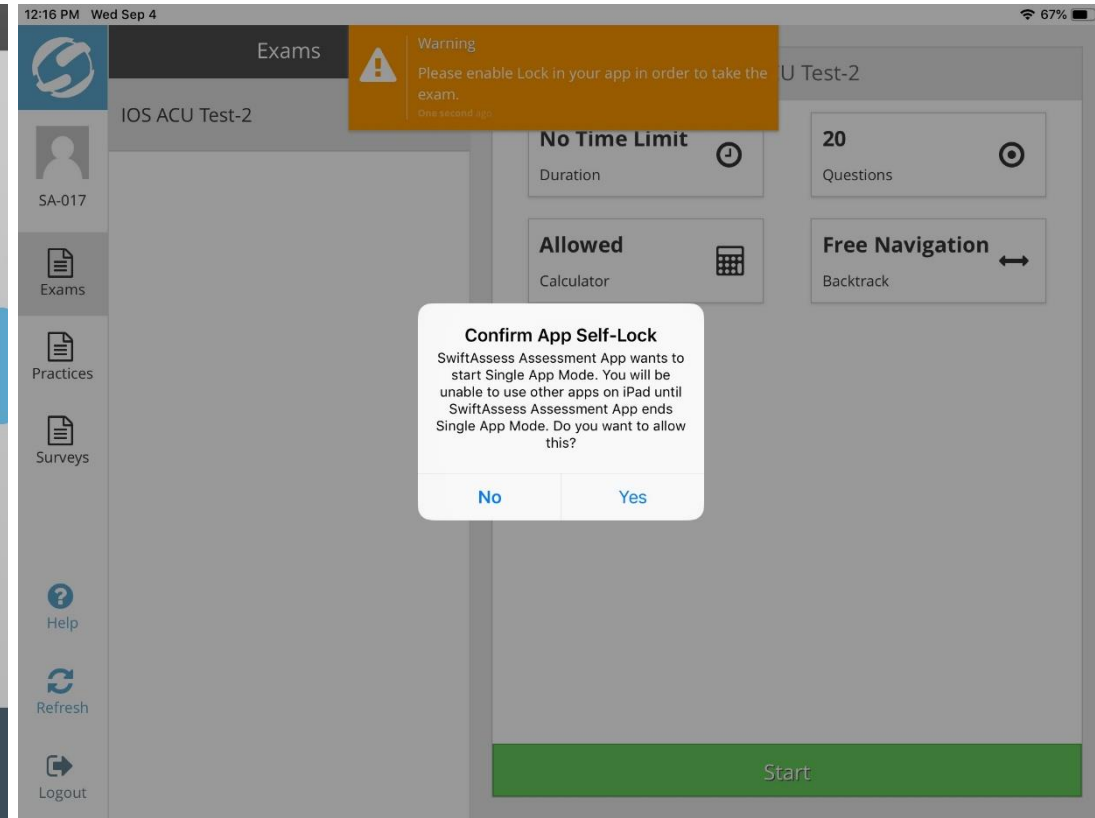 12:16 PM Wed Sep 4
67%
Exams
Warning
Please enable Lock in your app in order to take the
exam.
One second ago
U Test-2
IOS ACU Test-2
SA-017
Exams
Practices
Surveys
Help
Refresh
Logout
No Time Limit
Duration
20
Questions
Allowed
Calculator
Free Navigation
Backtrack
Confirm App Self-Lock
SwiftAssess Assessment App wants to
start Single App Mode. You will be
unable to use other apps on iPad until
SwiftAssess Assessment App ends
Single App Mode. Do you want to allow
this?
No
Yes
Start